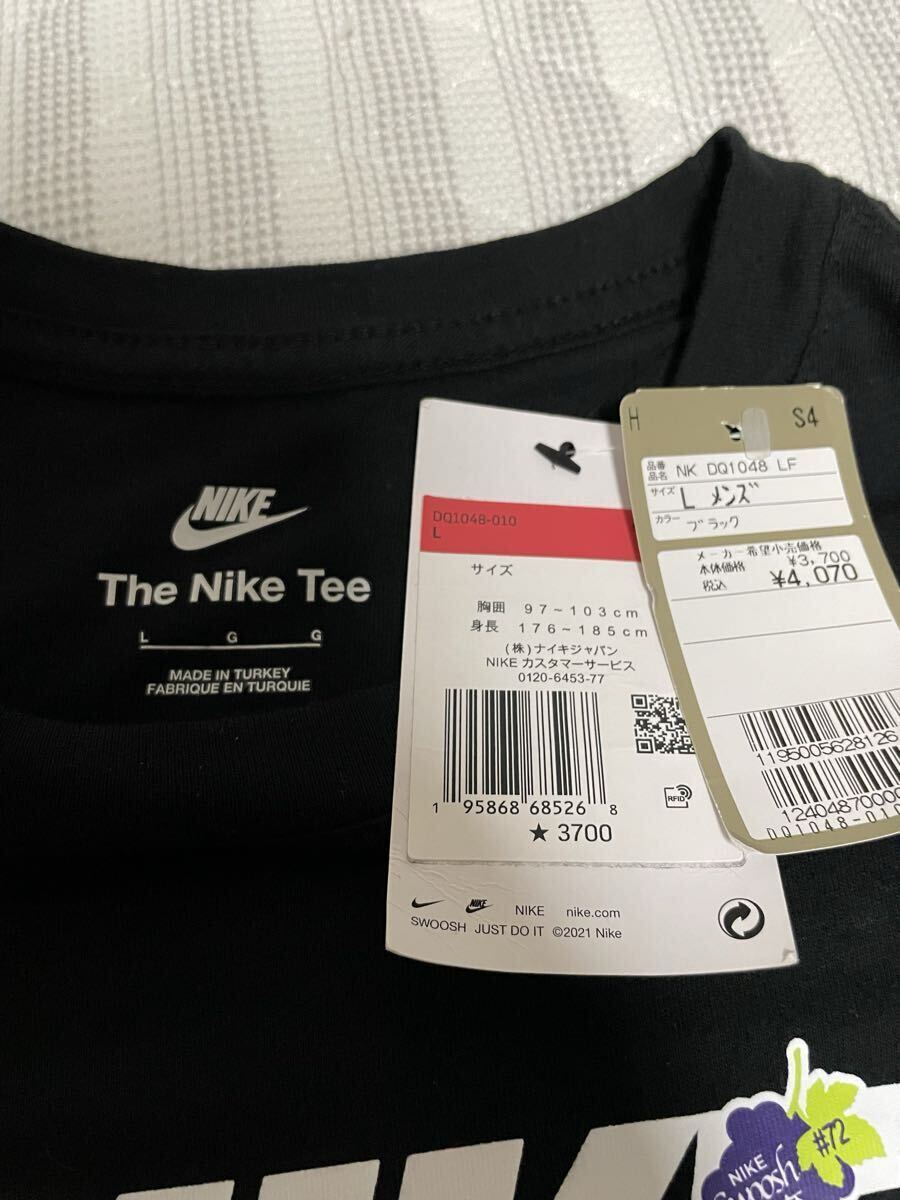 NIKE
The Nike Tee
L G G
MADE IN TURKEY
FABRIQUE EN TURQUIE
DQ1048-010
L
サイズ
胸囲 97~103cm
身長 176~185cm
(株)ナイキジャパン
NIKE カスタマーサービス
0120-6453-77
1 95868 68526 8
RFID
★ 3700
NIKE NIKE nike.com
SWOOSH JUST DO IT ©2021 Nike
H S4
品番
品名 NK DQ1048 LF
サイズ L メンズ
カラー ブラック
メーカー希望小売価格
本体価格 ¥3,700
税込 ¥4,070
1195005628126
DQ1048-010
#72
NIKE